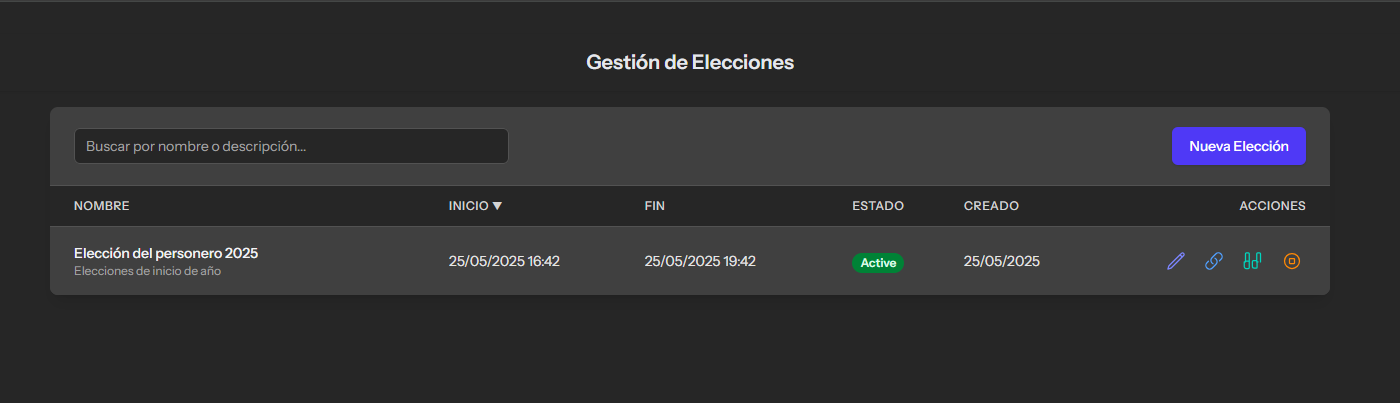 Gestión de Elecciones
Buscar por nombre o descripción...
Nueva Elección
NOMBRE INICIO ▼ FIN ESTADO CREADO ACCIONES
Elección del personero 2025 25/05/2025 16:42 25/05/2025 19:42 Active 25/05/2025
Elecciones de inicio de año